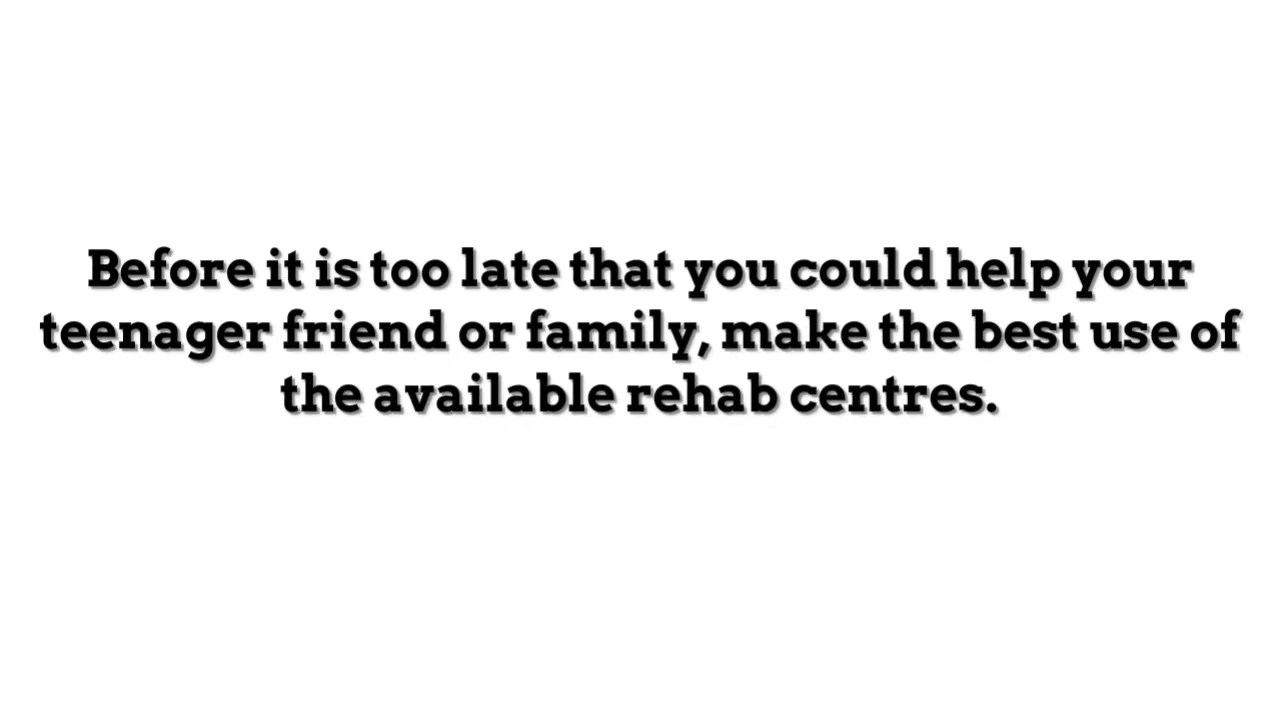 Before it is too late that you could help your
teenager friend or family, make the best use of
the available rehab centres.